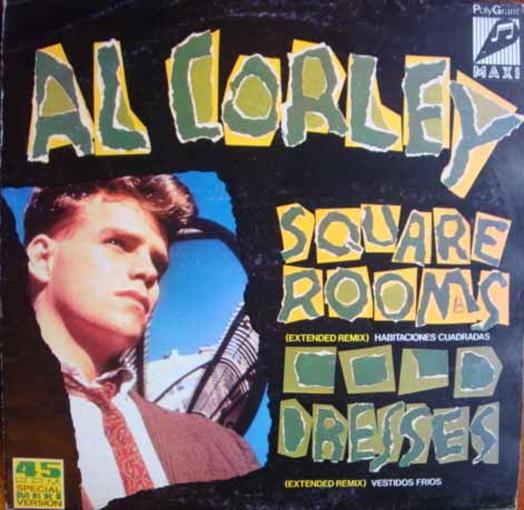 PolyGram
MAXI
AL CORLEY
SQUARE
ROOMS
(EXTENDED REMIX) HABITACIONES CUADRADAS
COLD
DRESSES
(EXTENDED REMIX) VESTIDOS FRIOS
45
R.P.M.
SPECIAL
MAXI
VERSION